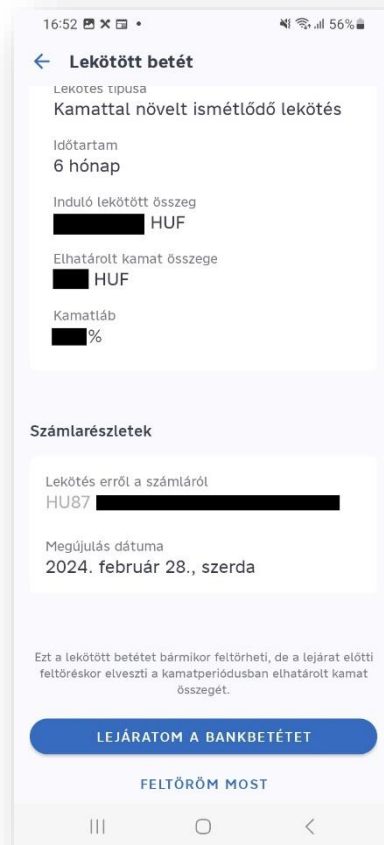 16:52 56%
Lekötött betét
Lekötés típusa
Kamattal növelt ismétlődő lekötés
Időtartam
6 hónap
Induló lekötött összeg
HUF
Elhatárolt kamat összege
HUF
Kamatláb
%
Számlarészletek
Lekötés erről a számláról
HU87
Megújulás dátuma
2024. február 28., szerda
Ezt a lekötött betétet bármikor feltörheti, de a lejárat előtti
feltöréskor elveszti a kamatperiódusban elhatárolt kamat
összegét.
LEJÁRATOM A BANKBETÉTET
FELTÖRÖM MOST